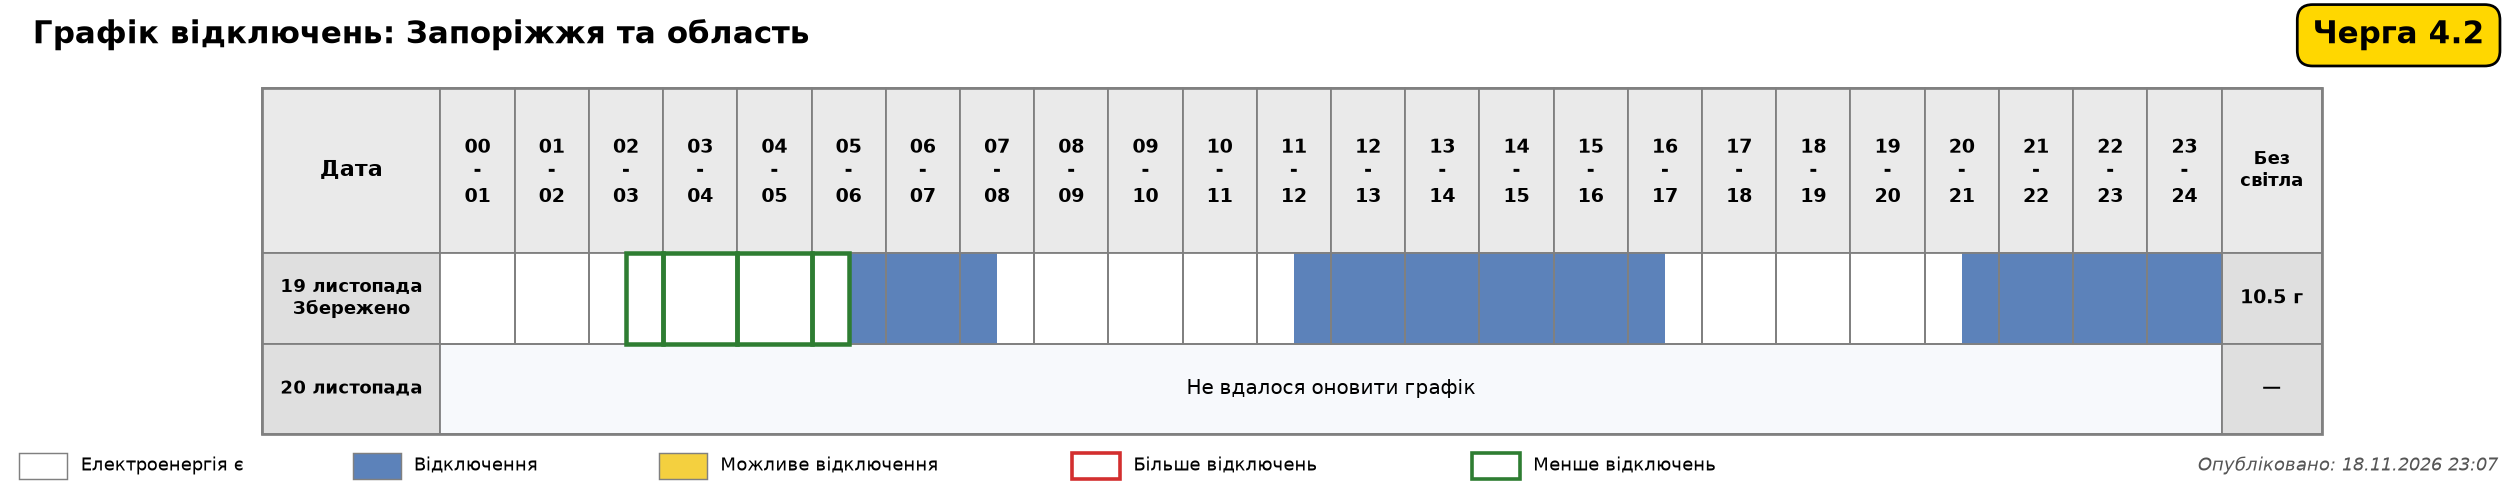 Графік відключень: Запоріжжя та область
Черга 4.2
Дата
00 - 01
01 - 02
02 - 03
03 - 04
04 - 05
05 - 06
06 - 07
07 - 08
08 - 09
09 - 10
10 - 11
11 - 12
12 - 13
13 - 14
14 - 15
15 - 16
16 - 17
17 - 18
18 - 19
19 - 20
20 - 21
21 - 22
22 - 23
23 - 24
Без
світла
19 листопада
Збережено
10.5 г
20 листопада
Не вдалося оновити графік
—
Електроенергія є
Відключення
Можливе відключення
Більше відключень
Менше відключень
Опубліковано: 18.11.2026 23:07